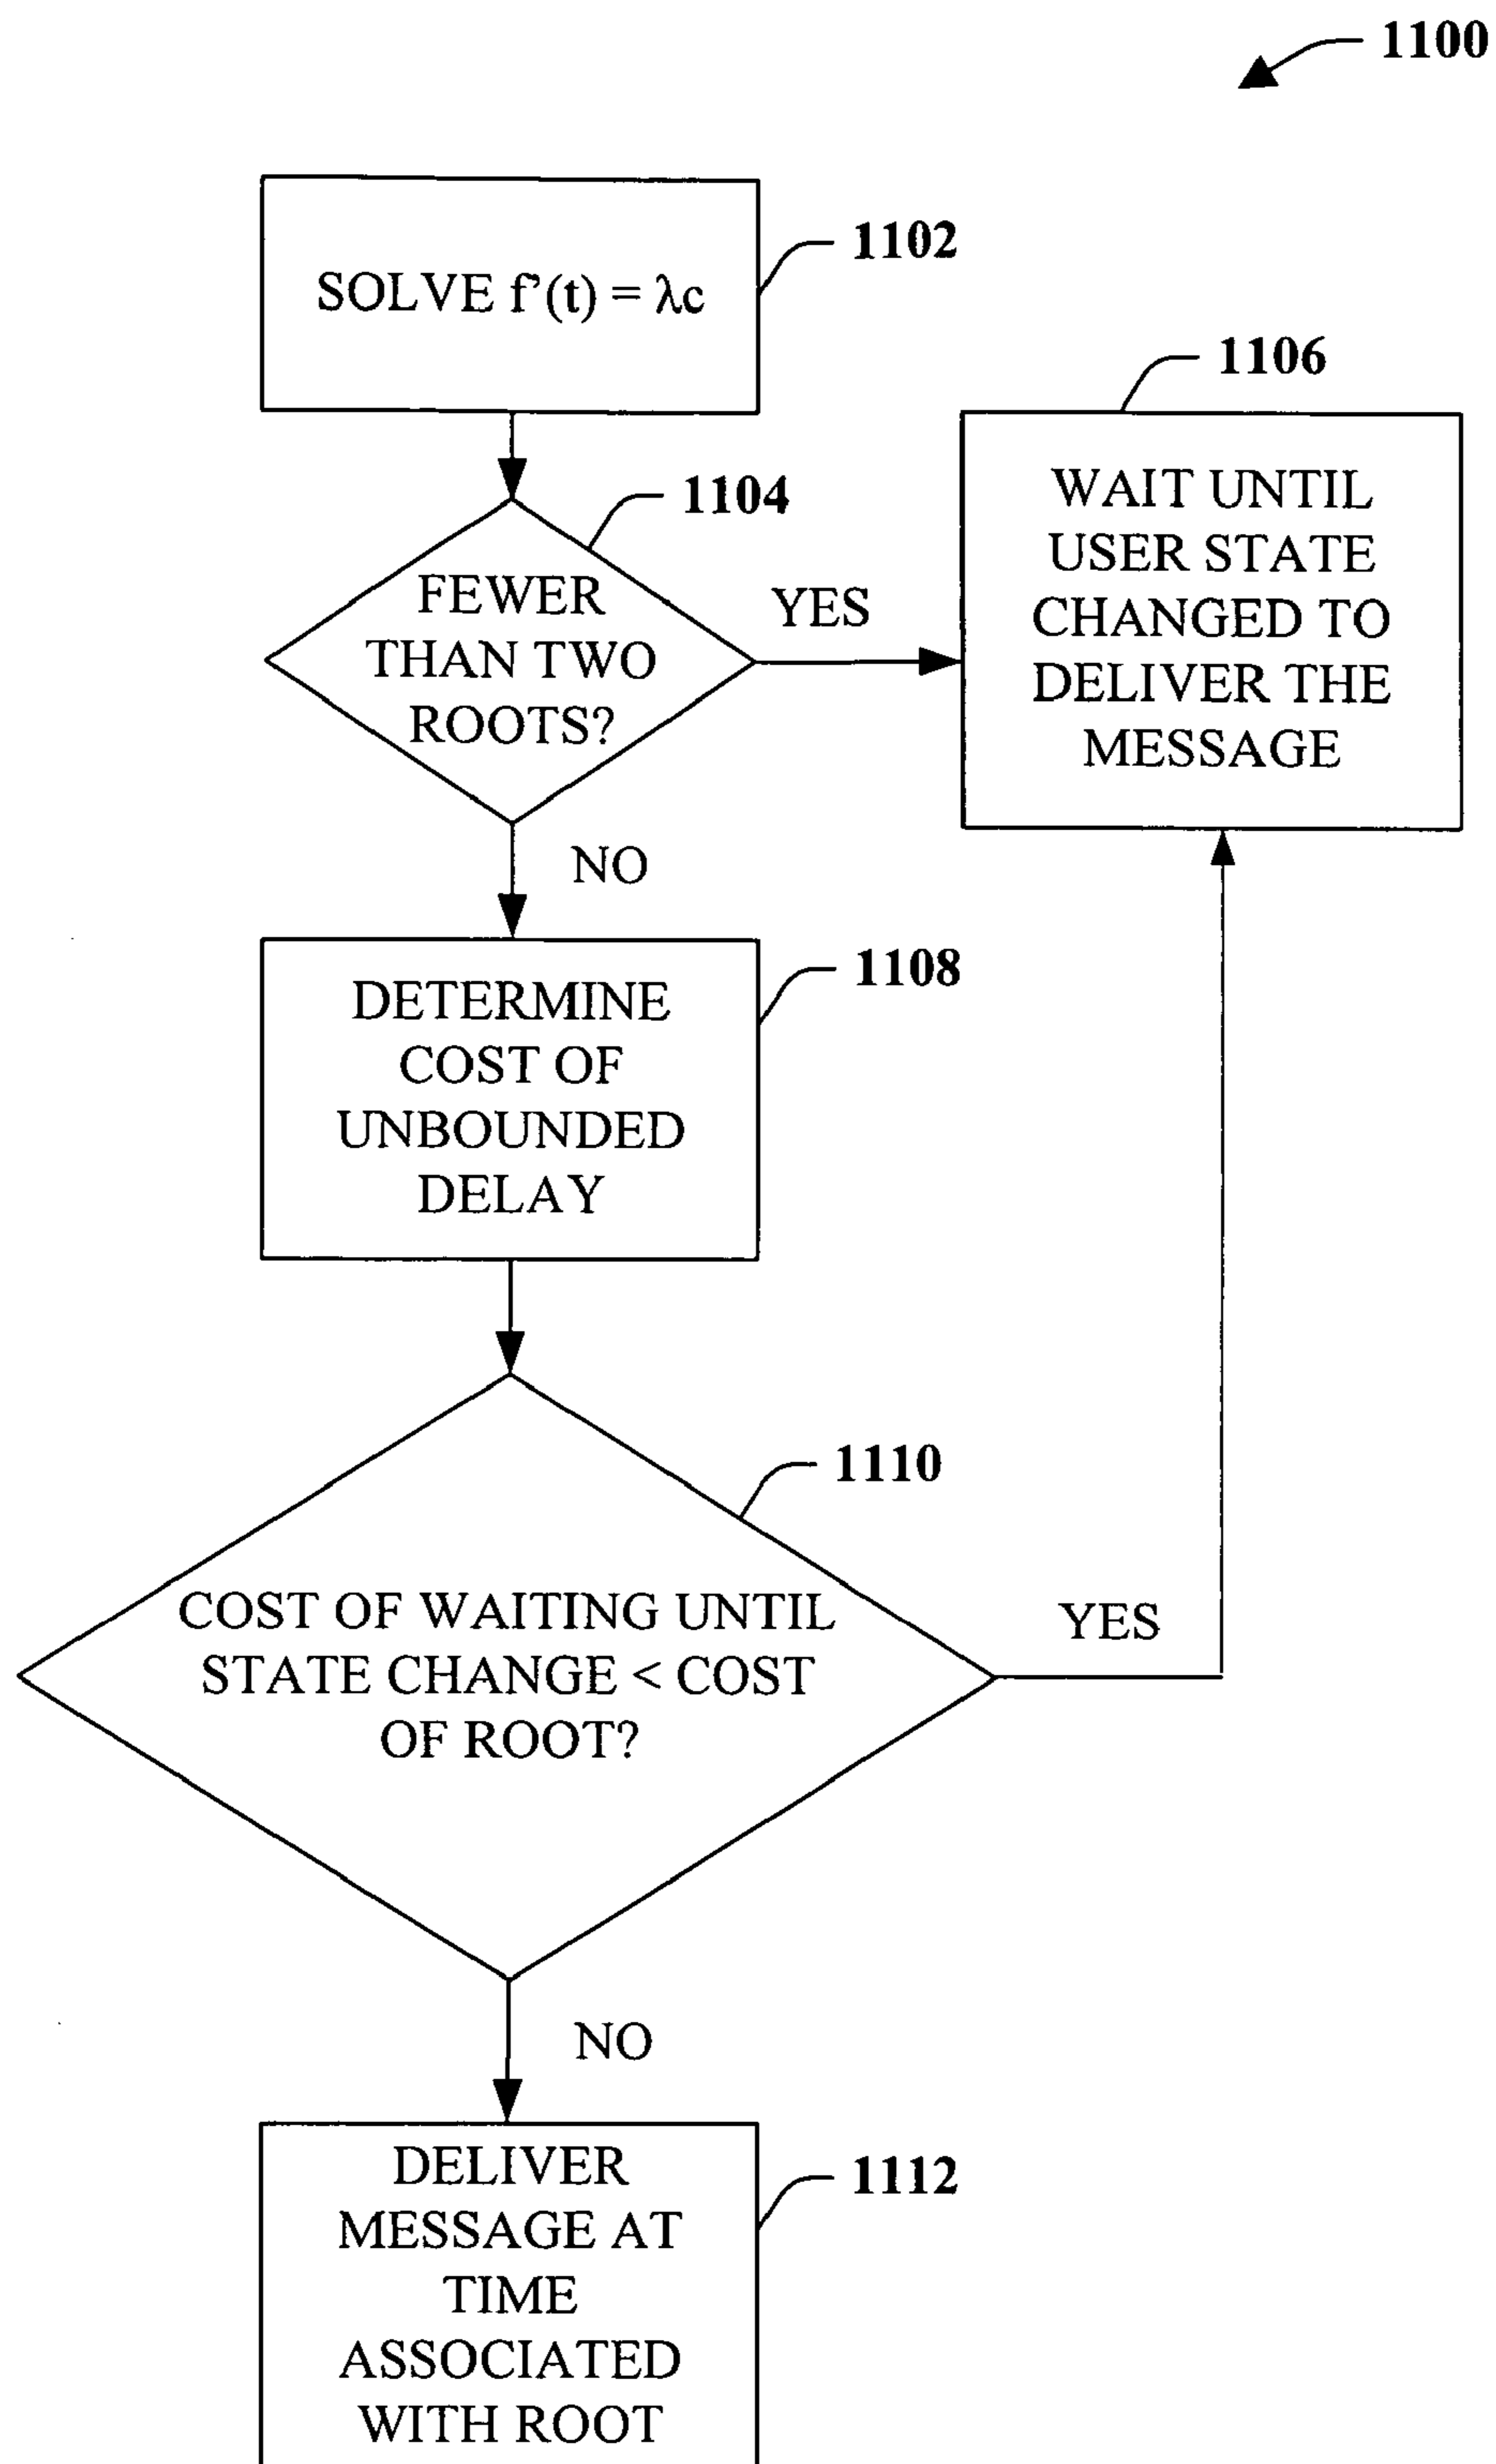 1100
1102
SOLVE f'(t) = λc
1106
WAIT UNTIL
USER STATE
CHANGED TO
DELIVER THE
MESSAGE
1104
FEWER
THAN TWO
ROOTS?
YES
NO
1108
DETERMINE
COST OF
UNBOUNDED
DELAY
1110
COST OF WAITING UNTIL
STATE CHANGE < COST
OF ROOT?
YES
NO
1112
DELIVER
MESSAGE AT
TIME
ASSOCIATED
WITH ROOT